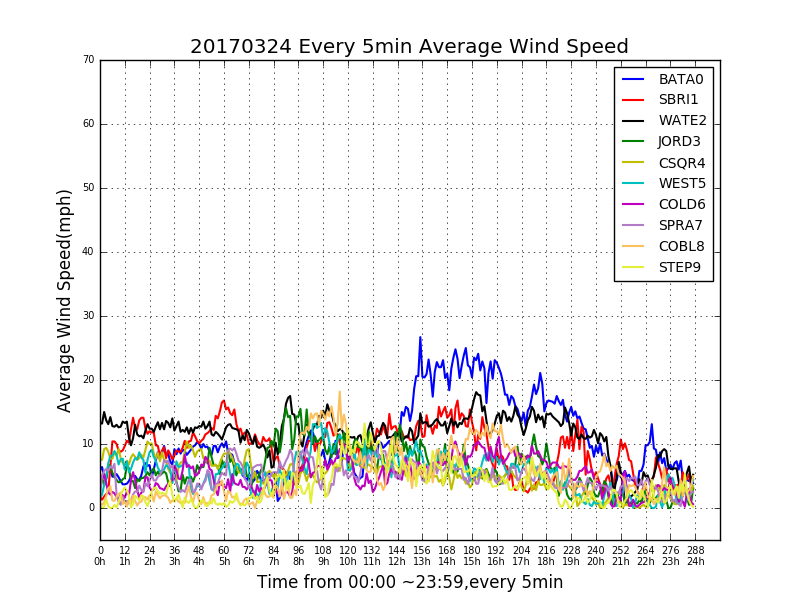 20170324 Every 5min Average Wind Speed
Average Wind Speed(mph)
70
60
50
40
30
20
10
0
BATA0
SBRI1
WATE2
JORD3
CSQR4
WEST5
COLD6
SPRA7
COBL8
STEP9
0 12 24 36 48 60 72 84 96 108 120 132 144 156 168 180 192 204 216 228 240 252 264 276 288
0h 1h 2h 3h 4h 5h 6h 7h 8h 9h 10h 11h 12h 13h 14h 15h 16h 17h 18h 19h 20h 21h 22h 23h 24h
Time from 00:00 ~23:59,every 5min